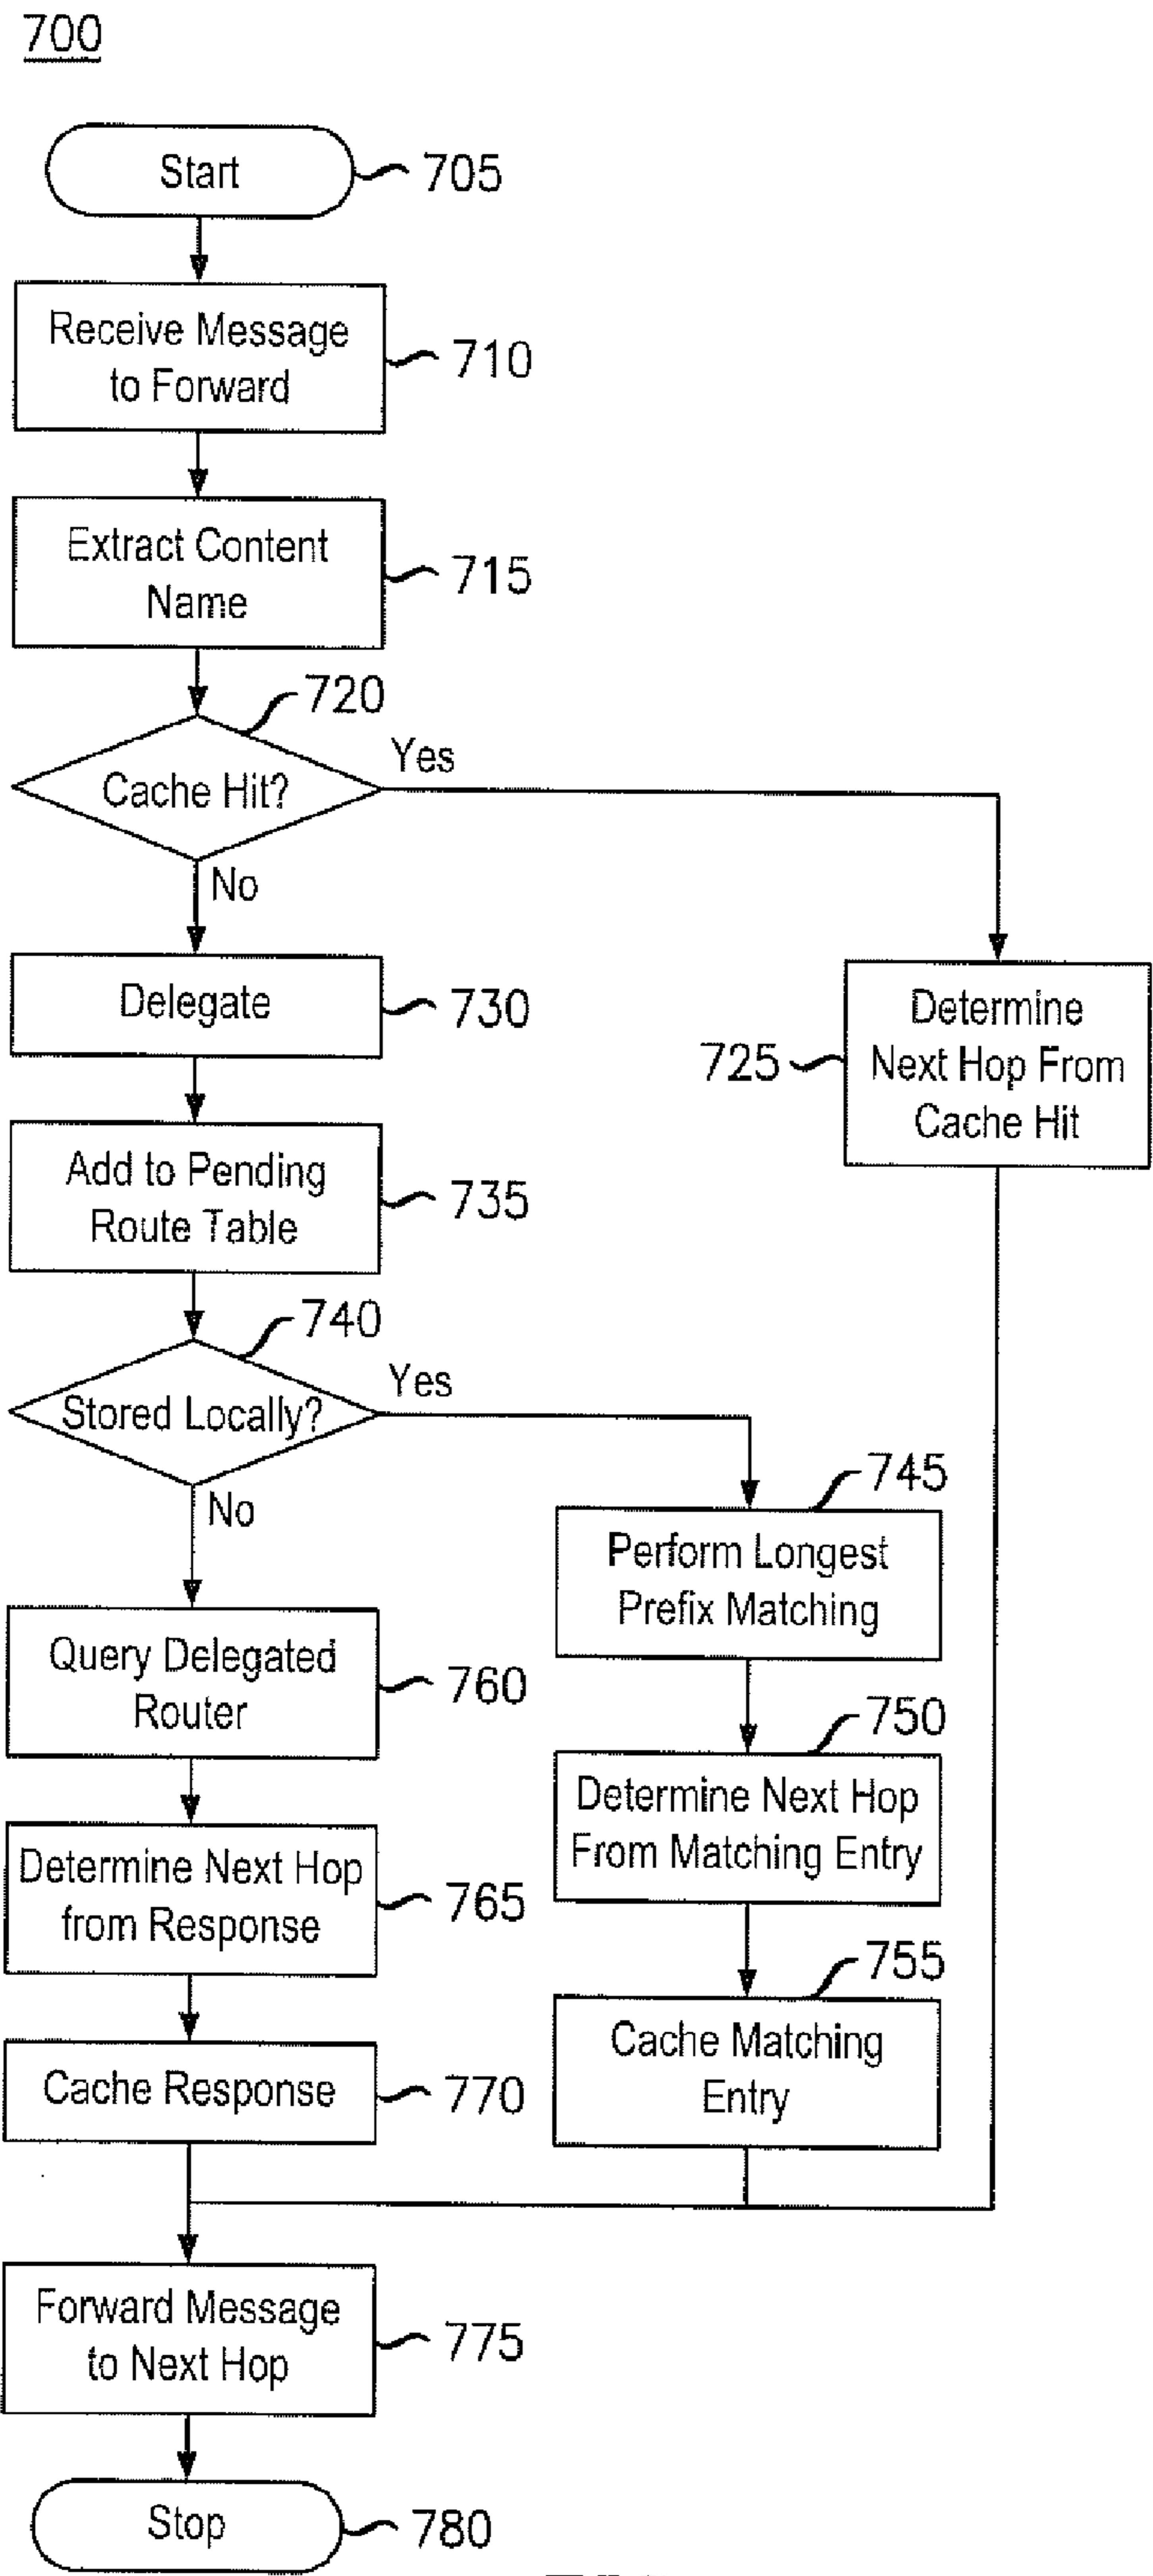 700
Start
705
Receive Message
to Forward
710
Extract Content
Name
715
720
Cache Hit?
Yes
No
Delegate
730
Determine
Next Hop From
Cache Hit
725
Add to Pending
Route Table
735
740
Stored Locally?
Yes
No
745
Perform Longest
Prefix Matching
Query Delegated
Router
760
750
Determine Next Hop
From Matching Entry
Determine Next Hop
from Response
765
755
Cache Matching
Entry
Cache Response
770
Forward Message
to Next Hop
775
Stop
780